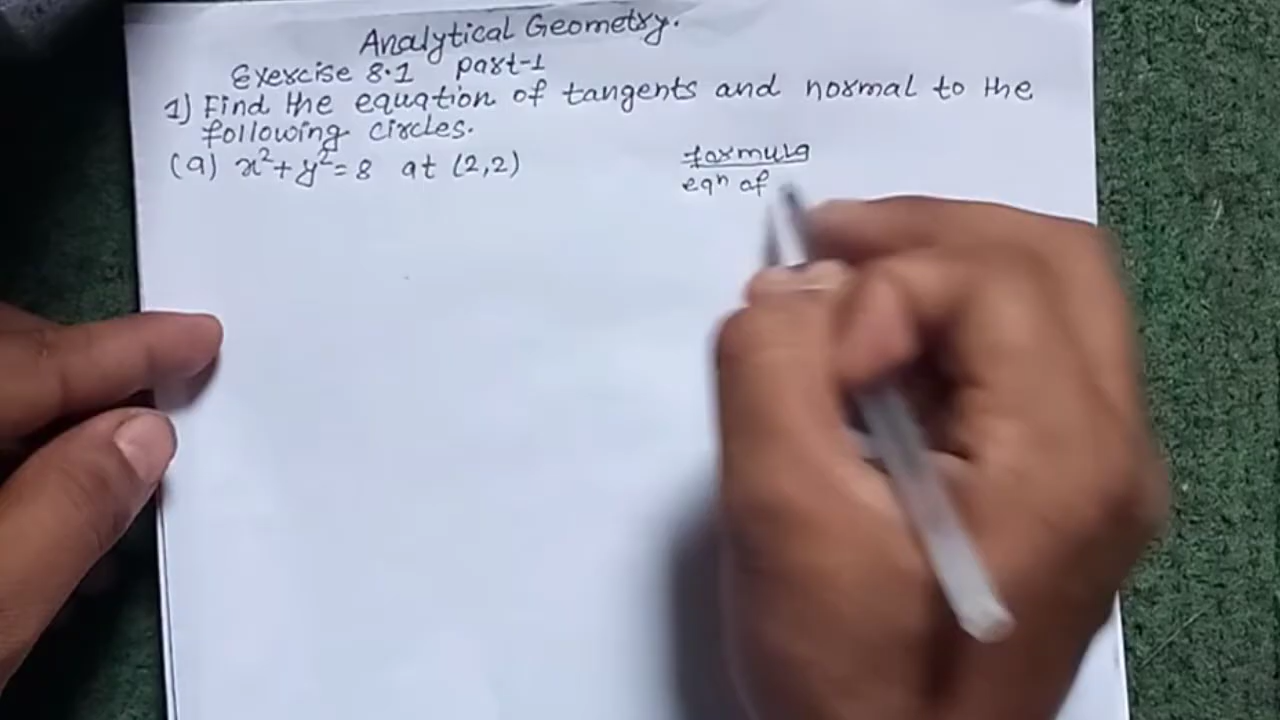 Analytical Geometry.
Exercise 8.1 part-1
1) Find the equation of tangents and normal to the
following circles.
(a) x²+y²=8 at (2,2)
formula
eqⁿ of